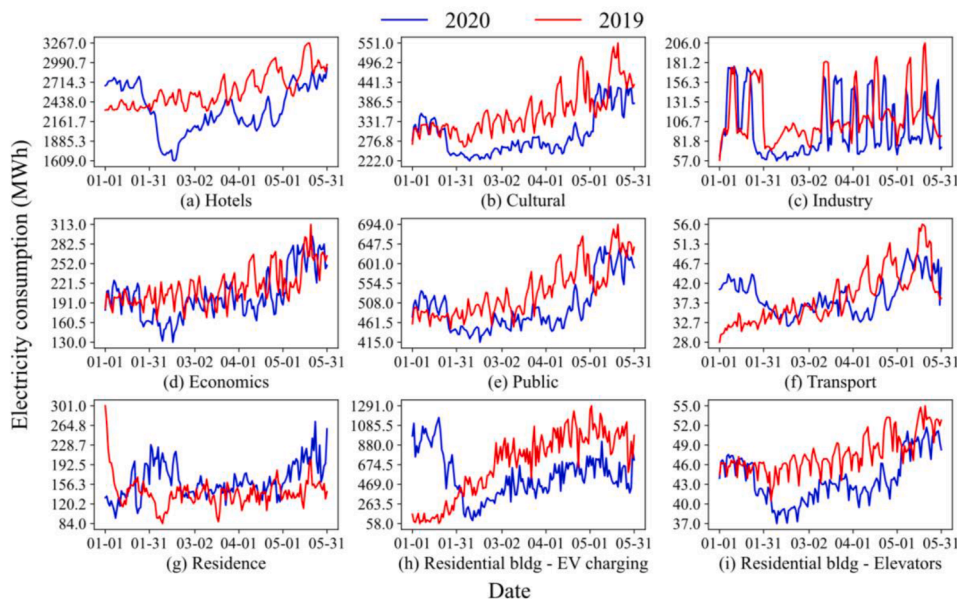 2020 2019
Electricity consumption (MWh)
3267.0 551.0 206.0
2990.7 496.2 181.2
2714.3 441.3 156.3
2438.0 386.5 131.5
2161.7 331.7 106.7
1885.3 276.8 81.8
1609.0 222.0 57.0
01-01 01-31 03-02 04-01 05-01 05-31 01-01 01-31 03-02 04-01 05-01 05-31 01-01 01-31 03-02 04-01 05-01 05-31
(a) Hotels (b) Cultural (c) Industry
313.0 694.0 56.0
282.5 647.5 51.3
252.0 601.0 46.7
221.5 554.5 42.0
191.0 508.0 37.3
160.5 461.5 32.7
130.0 415.0 28.0
01-01 01-31 03-02 04-01 05-01 05-31 01-01 01-31 03-02 04-01 05-01 05-31 01-01 01-31 03-02 04-01 05-01 05-31
(d) Economics (e) Public (f) Transport
301.0 1291.0 55.0
264.8 1085.5 52.0
228.7 880.0 49.0
192.5 674.5 46.0
156.3 469.0 43.0
120.2 263.5 40.0
84.0 58.0 37.0
01-01 01-31 03-02 04-01 05-01 05-31 01-01 01-31 03-02 04-01 05-01 05-31 01-01 01-31 03-02 04-01 05-01 05-31
(g) Residence (h) Residential bldg - EV charging (i) Residential bldg - Elevators
Date